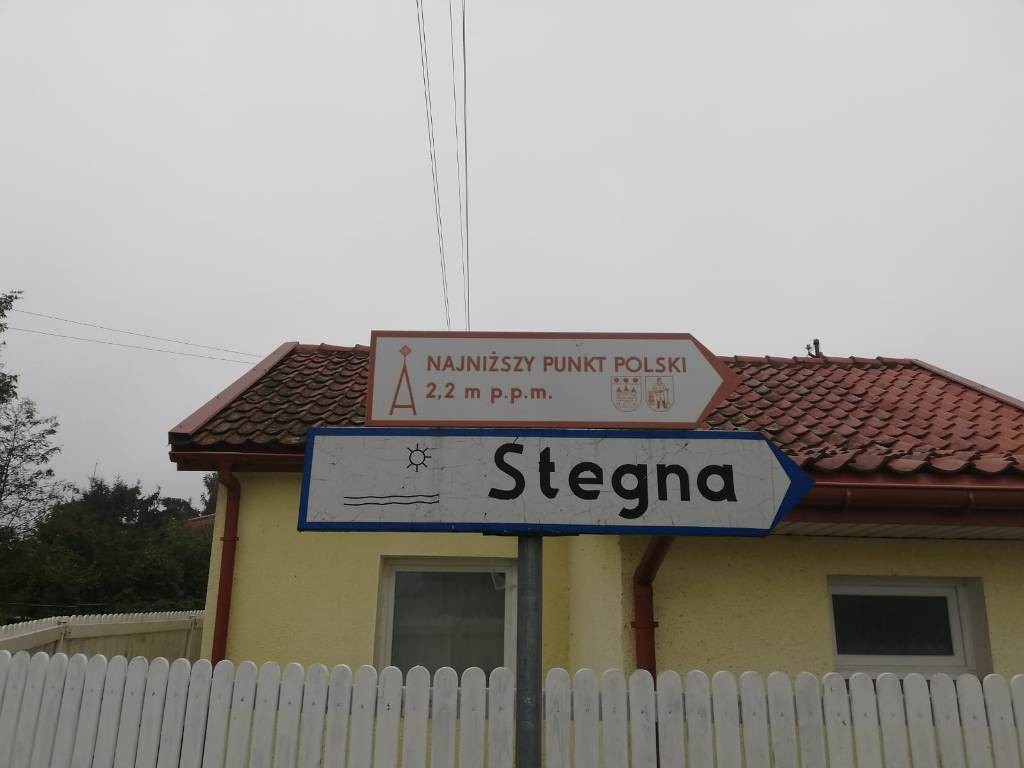 NAJNIŻSZY PUNKT POLSKI
2,2 m p.p.m.
Stegna